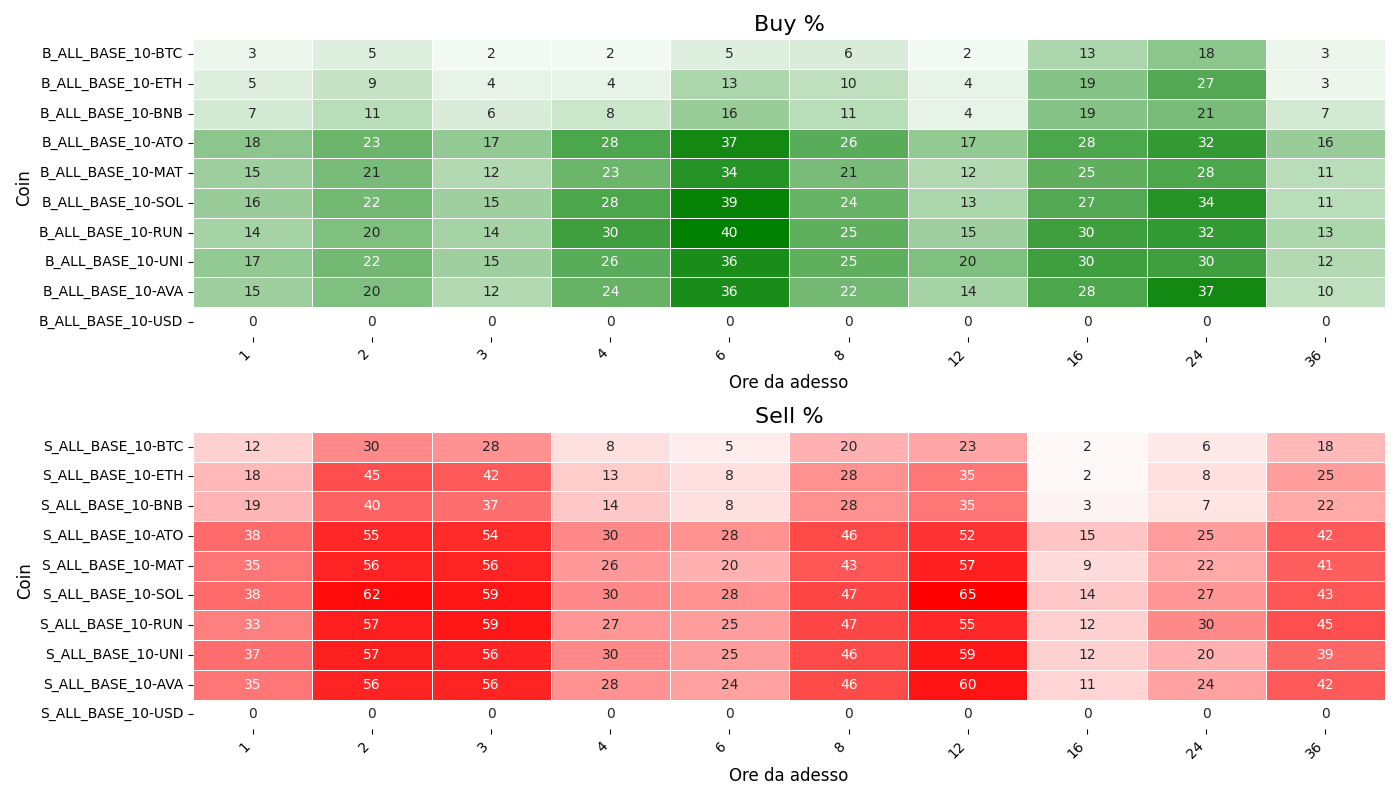 Buy %
Coin
B_ALL_BASE_10-BTC 3 5 2 2 5 6 2 13 18 3
B_ALL_BASE_10-ETH 5 9 4 4 13 10 4 19 27 3
B_ALL_BASE_10-BNB 7 11 6 8 16 11 4 19 21 7
B_ALL_BASE_10-ATO 18 23 17 28 37 26 17 28 32 16
B_ALL_BASE_10-MAT 15 21 12 23 34 21 12 25 28 11
B_ALL_BASE_10-SOL 16 22 15 28 39 24 13 27 34 11
B_ALL_BASE_10-RUN 14 20 14 30 40 25 15 30 32 13
B_ALL_BASE_10-UNI 17 22 15 26 36 25 20 30 30 12
B_ALL_BASE_10-AVA 15 20 12 24 36 22 14 28 37 10
B_ALL_BASE_10-USD 0 0 0 0 0 0 0 0 0 0
1 2 3 4 6 8 12 16 24 36
Ore da adesso
Sell %
Coin
S_ALL_BASE_10-BTC 12 30 28 8 5 20 23 2 6 18
S_ALL_BASE_10-ETH 18 45 42 13 8 28 35 2 8 25
S_ALL_BASE_10-BNB 19 40 37 14 8 28 35 3 7 22
S_ALL_BASE_10-ATO 38 55 54 30 28 46 52 15 25 42
S_ALL_BASE_10-MAT 35 56 56 26 20 43 57 9 22 41
S_ALL_BASE_10-SOL 38 62 59 30 28 47 65 14 27 43
S_ALL_BASE_10-RUN 33 57 59 27 25 47 55 12 30 45
S_ALL_BASE_10-UNI 37 57 56 30 25 46 59 12 20 39
S_ALL_BASE_10-AVA 35 56 56 28 24 46 60 11 24 42
S_ALL_BASE_10-USD 0 0 0 0 0 0 0 0 0 0
1 2 3 4 6 8 12 16 24 36
Ore da adesso